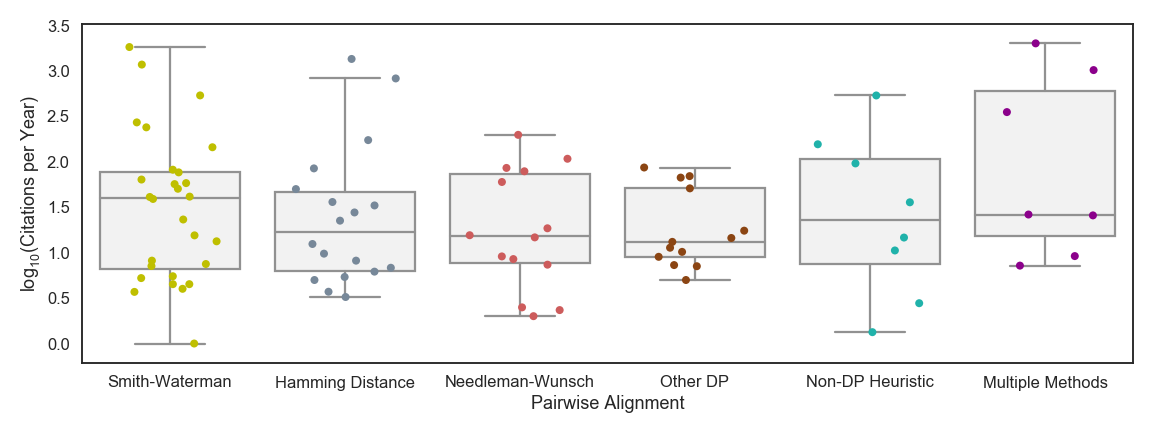 3.5
3.0
2.5
2.0
1.5
1.0
0.5
0.0
log₁₀(Citations per Year)
Smith-Waterman Hamming Distance Needleman-Wunsch Other DP Non-DP Heuristic Multiple Methods
Pairwise Alignment